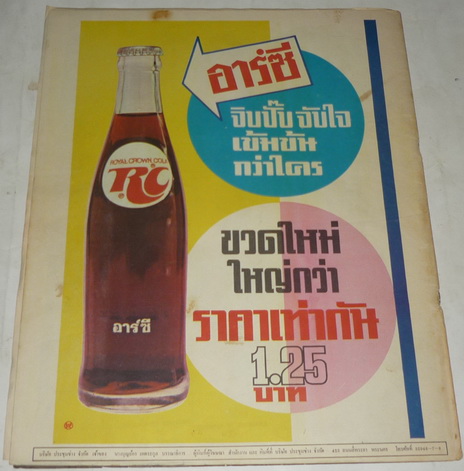 อาร์ซี
จิบปั๊บ จับใจ
เข้มข้น
กว่าใคร
ROYAL CROWN COLA
RC
ขวดใหม่
ใหญ่กว่า
ราคาเท่ากัน
1.25
บาท
อาร์ซี